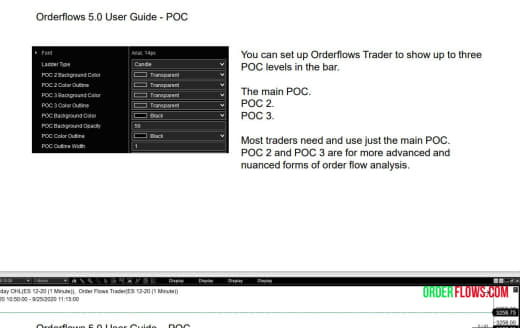 Orderflows 5.0 User Guide - POC
Font Arial, 14px
Ladder Type Candle
POC 2 Background Color Transparent
POC 2 Color Outline Transparent
POC 3 Background Color Transparent
POC 3 Color Outline Transparent
POC Background Color Black
POC Background Opacity 50
POC Color Outline Black
POC Outline Width 1
You can set up Orderflows Trader to show up to three
POC levels in the bar.
The main POC.
POC 2.
POC 3.
Most traders need and use just the main POC.
POC 2 and POC 3 are for more advanced and
nuanced forms of order flow analysis.
Display Display Display Display
day OHL(ES 12-20 (1 Minute)), Order Flows Trader(ES 12-20 (1 Minute))
20 10:50:00 - 9/25/2020 11:13:00
ORDERFLOWS.COM
3258.75
3258.00
Orderflows 5.0 User Guide - POC